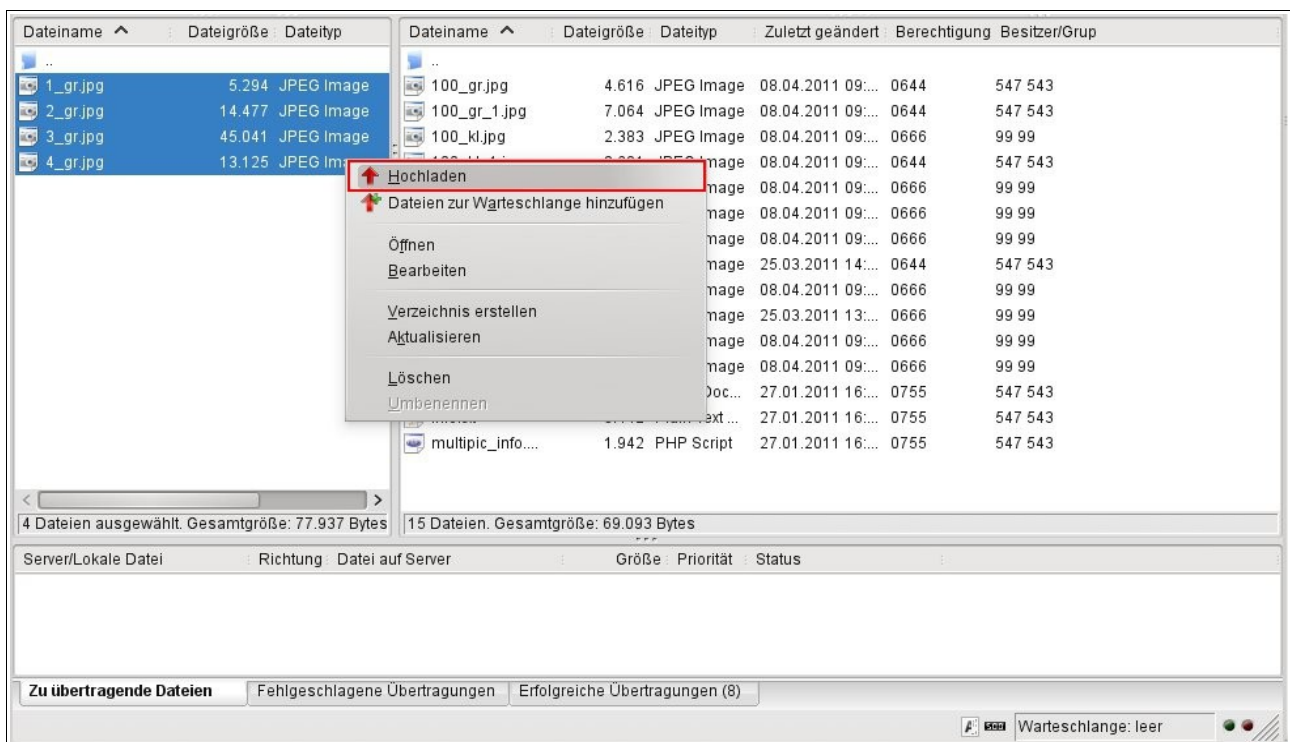 Dateiname Dateigröße Dateityp
..
1_gr.jpg 5.294 JPEG Image
2_gr.jpg 14.477 JPEG Image
3_gr.jpg 45.041 JPEG Image
4_gr.jpg 13.125 JPEG
4 Dateien ausgewählt. Gesamtgröße: 77.937 Bytes
Hochladen
Dateien zur Warteschlange hinzufügen
Öffnen
Bearbeiten
Verzeichnis erstellen
Aktualisieren
Löschen
Umbenennen
Dateiname Dateigröße Dateityp Zuletzt geändert Berechtigung Besitzer/Grup
..
100_gr.jpg 4.616 JPEG Image 08.04.2011 09:... 0644 547 543
100_gr_1.jpg 7.064 JPEG Image 08.04.2011 09:... 0644 547 543
100_kl.jpg 2.383 JPEG Image 08.04.2011 09:... 0666 99 99
08.04.2011 09:... 0644 547 543
08.04.2011 09:... 0666 99 99
08.04.2011 09:... 0666 99 99
08.04.2011 09:... 0666 99 99
25.03.2011 14:... 0644 547 543
08.04.2011 09:... 0666 99 99
25.03.2011 13:... 0666 99 99
08.04.2011 09:... 0666 99 99
08.04.2011 09:... 0666 99 99
27.01.2011 16:... 0755 547 543
27.01.2011 16:... 0755 547 543
multipic_info.... 1.942 PHP Script 27.01.2011 16:... 0755 547 543
15 Dateien. Gesamtgröße: 69.093 Bytes
Server/Lokale Datei Richtung Datei auf Server Größe Priorität Status
Zu übertragende Dateien Fehlgeschlagene Übertragungen Erfolgreiche Übertragungen (8)
Warteschlange: leer